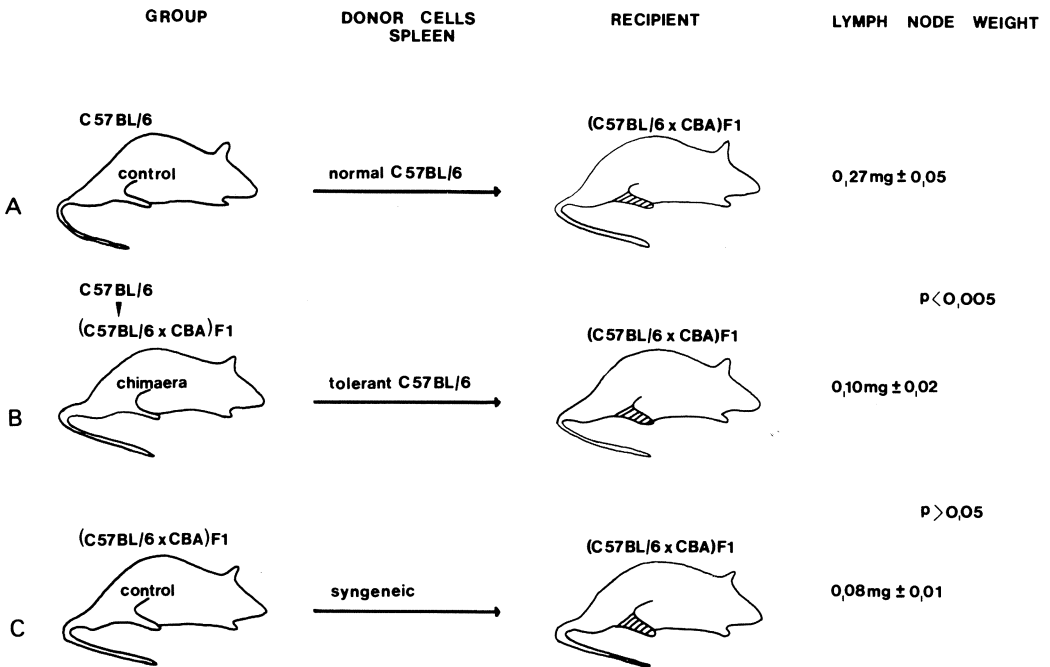 GROUP
DONOR CELLS
SPLEEN
RECIPIENT
LYMPH NODE WEIGHT
A
C57BL/6
control
normal C57BL/6
(C57BL/6 x CBA)F1
0,27mg ± 0,05
p<0,005
B
C57BL/6
(C57BL/6 x CBA)F1
chimaera
tolerant C57BL/6
(C57BL/6 x CBA)F1
0,10mg ± 0,02
p>0,05
C
(C57BL/6 x CBA)F1
control
syngeneic
(C57BL/6 x CBA)F1
0,08mg ± 0,01